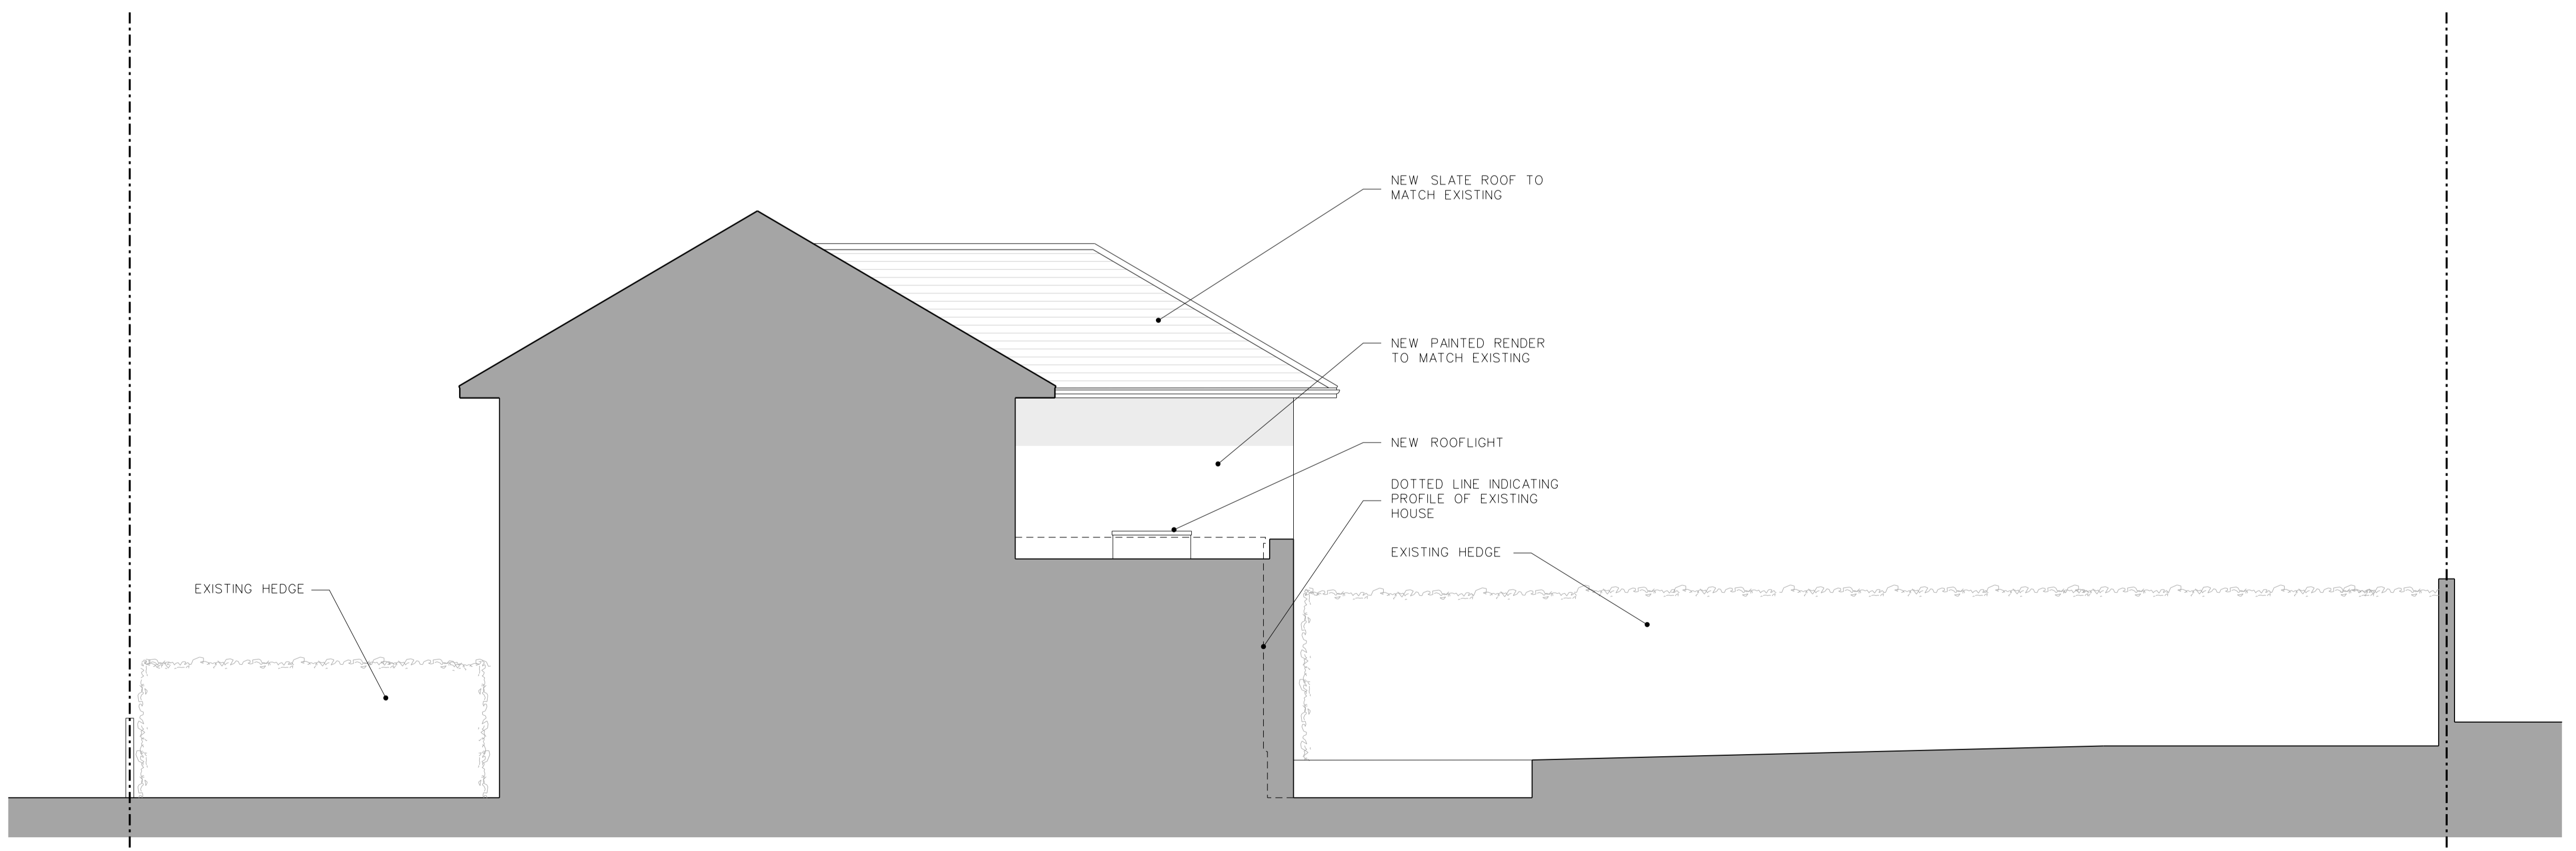 NEW SLATE ROOF TO
MATCH EXISTING
NEW PAINTED RENDER
TO MATCH EXISTING
NEW ROOFLIGHT
DOTTED LINE INDICATING
PROFILE OF EXISTING
HOUSE
EXISTING HEDGE
EXISTING HEDGE